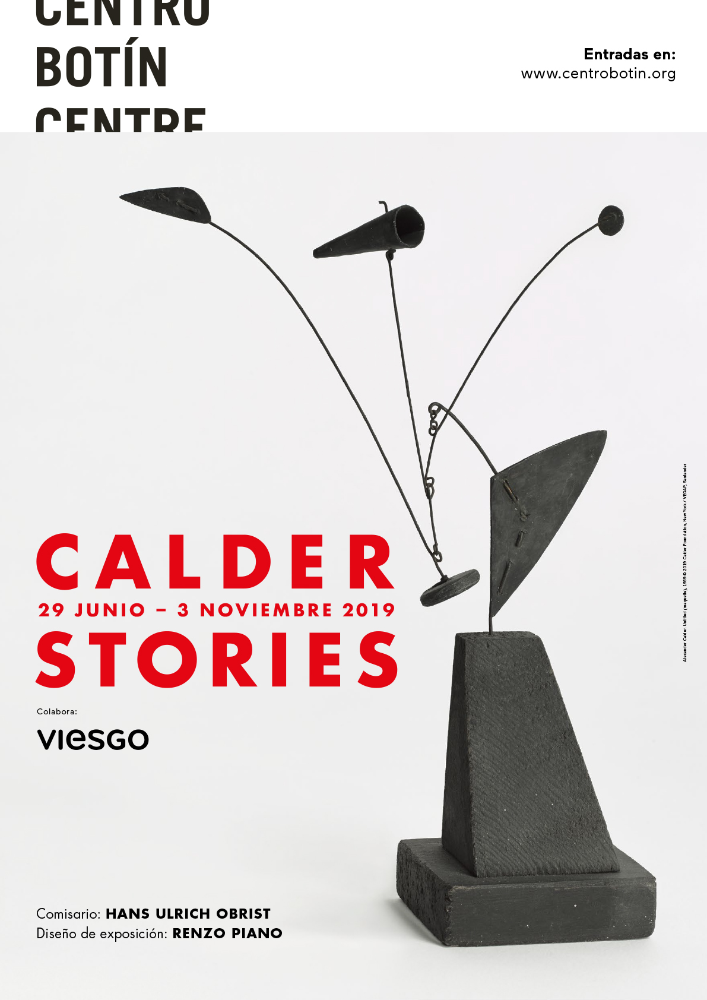 CENTRO
BOTÍN
CENTRE
Entradas en:
www.centrobotin.org
CALDER
29 JUNIO – 3 NOVIEMBRE 2019
STORIES
Colabora:
viesgo
Comisario: HANS ULRICH OBRIST
Diseño de exposición: RENZO PIANO
Alexander Calder. Untitled (maquette), 1939 © 2019 Calder Foundation, New York / VEGAP, Santander